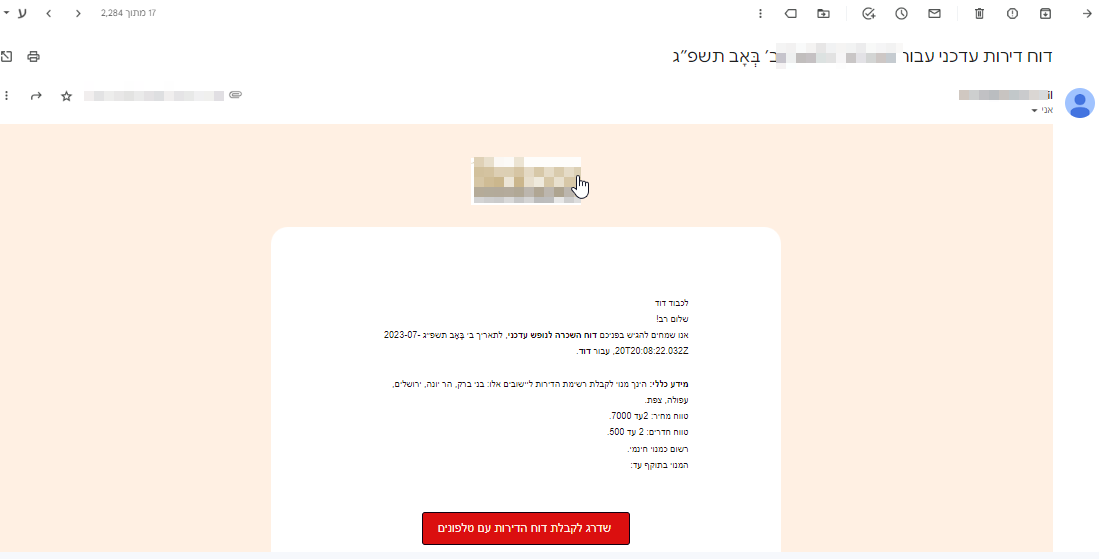 17 מתוך 2,284
ע
דוח דירות עדכני עבור ב׳ בְּאָב תשפ״ג
il
אני
לכבוד דוד
שלום רב!
אנו שמחים להגיש בפניכם דוח השכרה לנופש עדכני, לתאריך ב׳ בְּאָב תשפ״ג 2023-07-
20T20:08:22.032Z, עבור דוד.
מידע כללי: הינך מנוי לקבלת רשימת הדירות ליישובים אלו: בני ברק, הר יונה, ירושלים,
עפולה, צפת.
טווח מחיר: 2עד 7000.
טווח חדרים: 2 עד 500.
רשום כמנוי חינמי.
המנוי בתוקף עד:
שדרג לקבלת דוח הדירות עם טלפונים